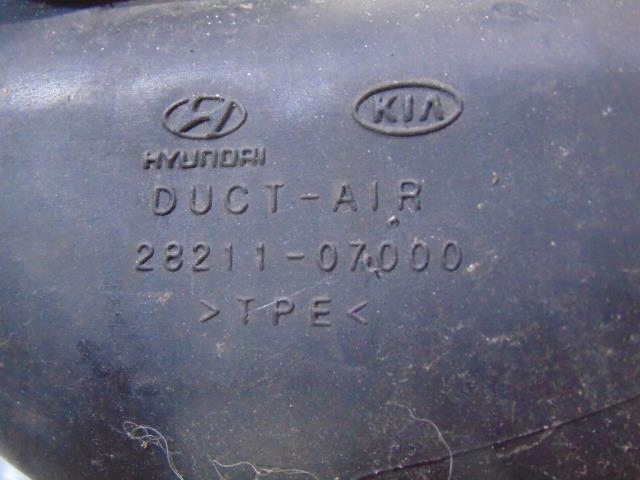 KIA
HYUNDAI
DUCT-AIR
28211-07000
>TPE<